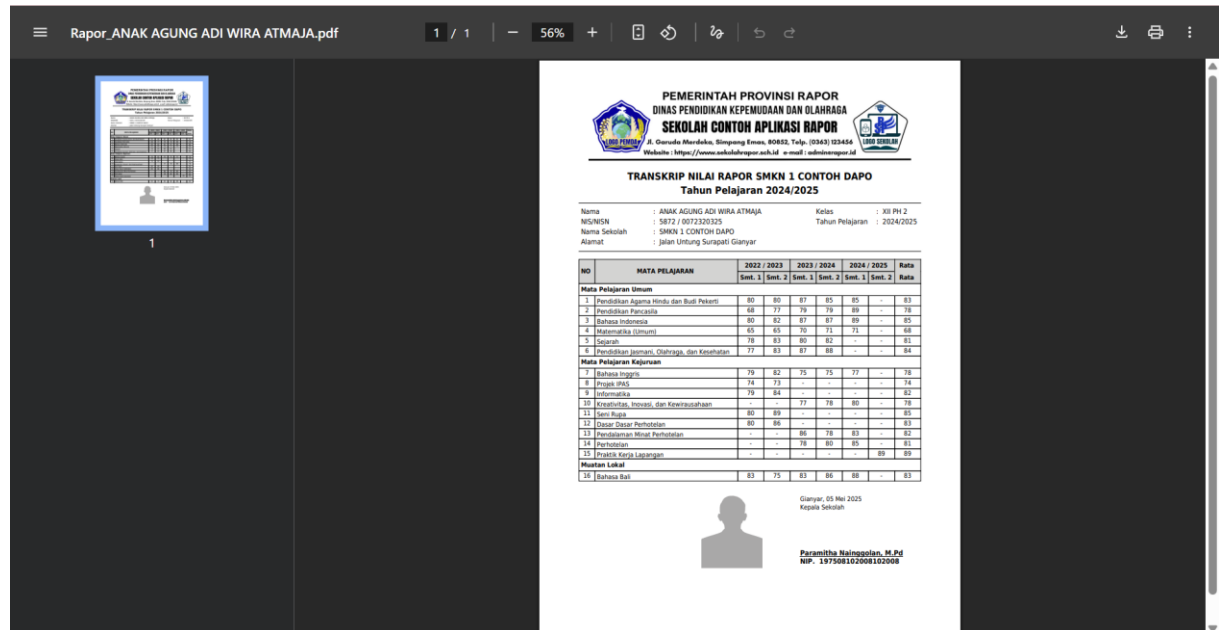 Rapor_ANAK AGUNG ADI WIRA ATMAJA.pdf
1 / 1
56%
PEMERINTAH PROVINSI RAPOR
DINAS PENDIDIKAN KEPEMUDAAN DAN OLAHRAGA
SEKOLAH CONTOH APLIKASI RAPOR
Jl. Garuda Merdeka, Simpang Emas, 80852, Telp. (0363) 123456
Website : https://www.sekolahrapor.sch.id e-mail : adminerapor.id
LOGO PEMDA
LOGO SEKOLAH
TRANSKRIP NILAI RAPOR SMKN 1 CONTOH DAPO
Tahun Pelajaran 2024/2025
Nama : ANAK AGUNG ADI WIRA ATMAJA Kelas : XII PH 2
NIS/NISN : 5872 / 0072320325 Tahun Pelajaran : 2024/2025
Nama Sekolah : SMKN 1 CONTOH DAPO
Alamat : Jalan Untung Surapati Gianyar
NO MATA PELAJARAN 2022 / 2023 2023 / 2024 2024 / 2025 Rata
Smt. 1 Smt. 2 Smt. 1 Smt. 2 Smt. 1 Smt. 2 Rata
Mata Pelajaran Umum
1 Pendidikan Agama Hindu dan Budi Pekerti 80 80 87 85 85 - 83
2 Pendidikan Pancasila 68 77 79 79 89 - 78
3 Bahasa Indonesia 80 82 87 87 89 - 85
4 Matematika (Umum) 65 65 70 71 71 - 68
5 Sejarah 78 83 80 82 - - 81
6 Pendidikan Jasmani, Olahraga, dan Kesehatan 77 83 87 88 - - 84
Mata Pelajaran Kejuruan
7 Bahasa Inggris 79 82 75 75 77 - 78
8 Projek IPAS 74 73 - - - - 74
9 Informatika 79 84 - - - - 82
10 Kreativitas, Inovasi, dan Kewirausahaan - - 77 78 80 - 78
11 Seni Rupa 80 89 - - - - 85
12 Dasar Dasar Perhotelan 80 86 - - - - 83
13 Pendalaman Minat Perhotelan - - 86 78 83 - 82
14 Perhotelan - - 78 80 85 - 81
15 Praktik Kerja Lapangan - - - - - 89 89
Muatan Lokal
16 Bahasa Bali 83 75 83 86 88 - 83
Gianyar, 05 Mei 2025
Kepala Sekolah
Paramitha Nainggolan, M.Pd
NIP. 197508102008102008
1